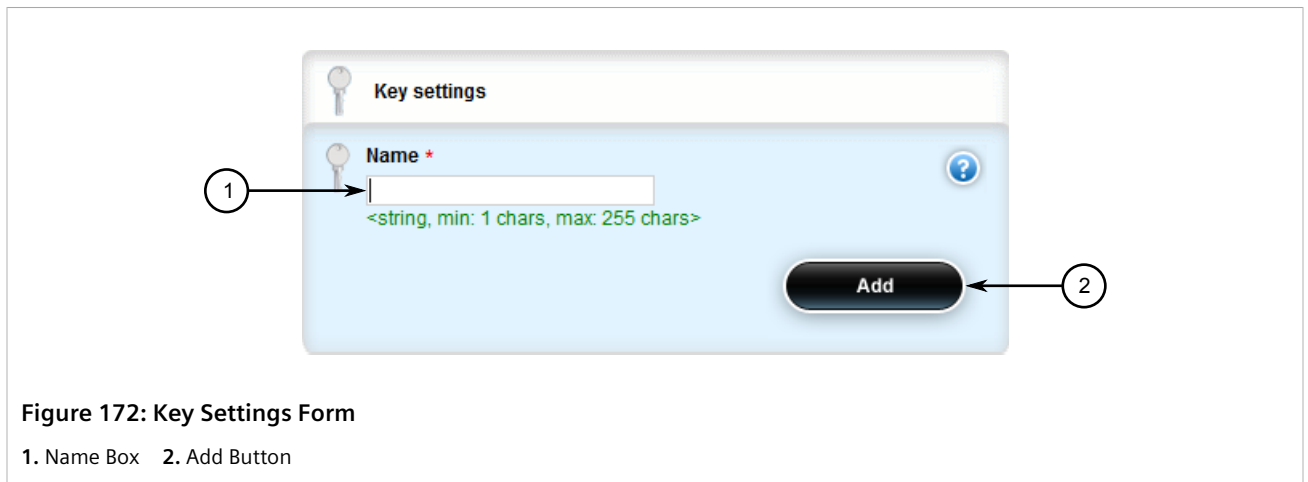 Key settings
Name *
1
<string, min: 1 chars, max: 255 chars>
?
Add
2
Figure 172: Key Settings Form
1. Name Box 2. Add Button